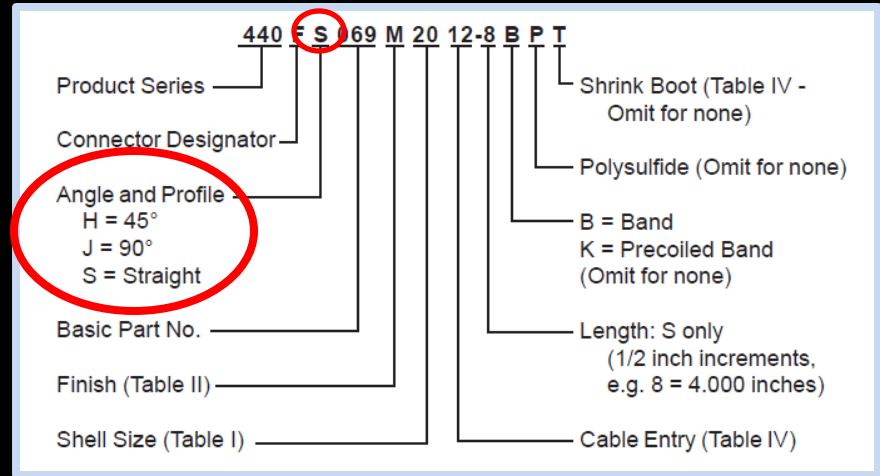 440 F S 069 M 20 12-8 B P T
Product Series
Connector Designator
Angle and Profile
H = 45°
J = 90°
S = Straight
Basic Part No.
Finish (Table II)
Shell Size (Table I)
Shrink Boot (Table IV -
Omit for none)
Polysulfide (Omit for none)
B = Band
K = Precoiled Band
(Omit for none)
Length: S only
(1/2 inch increments,
e.g. 8 = 4.000 inches)
Cable Entry (Table IV)